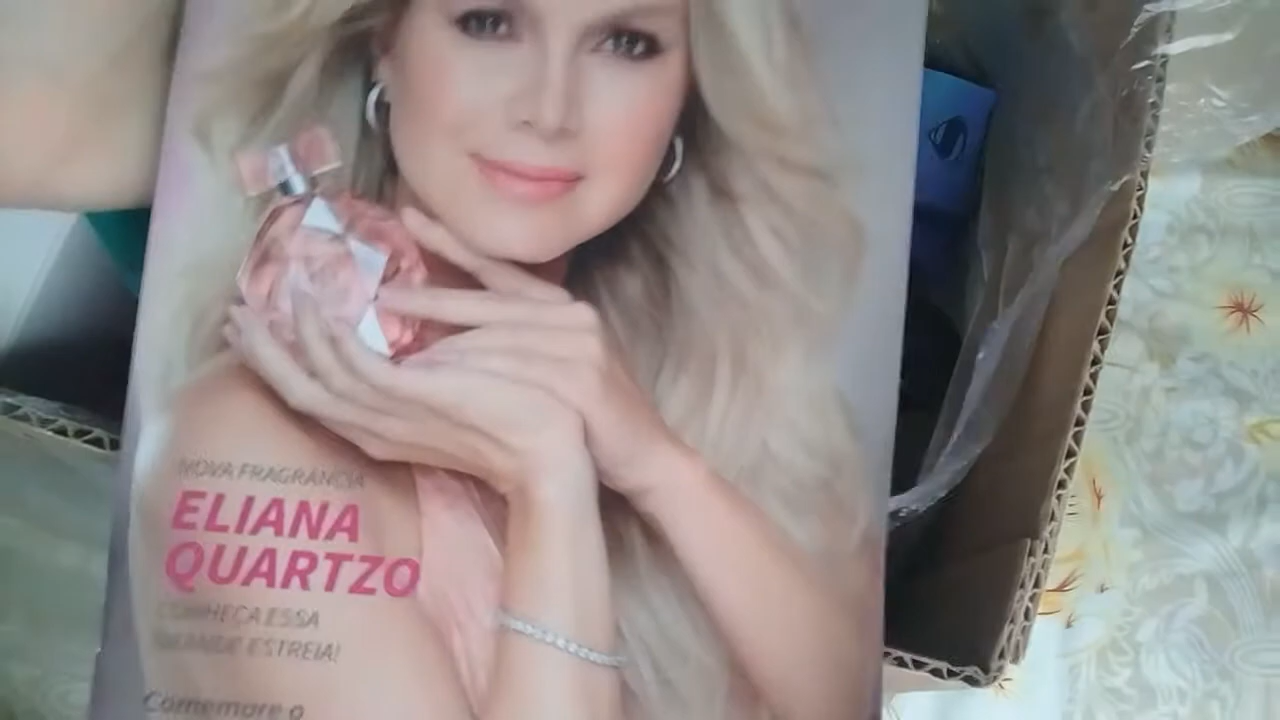 NOVA FRAGRÂNCIA
ELIANA
QUARTZO
CONHEÇA ESSA
GRANDE ESTREIA!
Comemore o